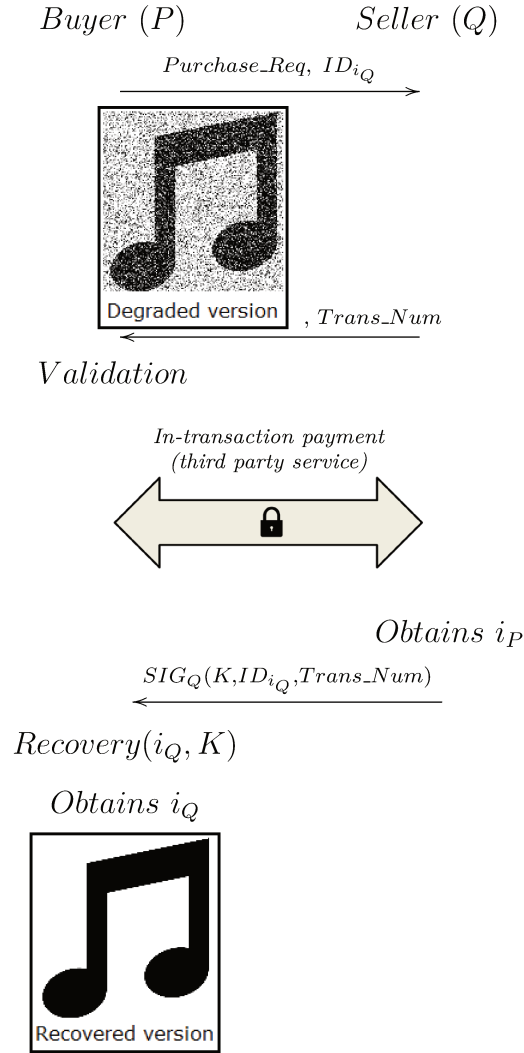 Buyer (P) Seller (Q)
Purchase_Req, ID_{i_Q}
Degraded version
, Trans_Num
Validation
In-transaction payment
(third party service)
Obtains i_P
SIG_Q(K,ID_{i_Q},Trans_Num)
Recovery(i_Q, K)
Obtains i_Q
Recovered version